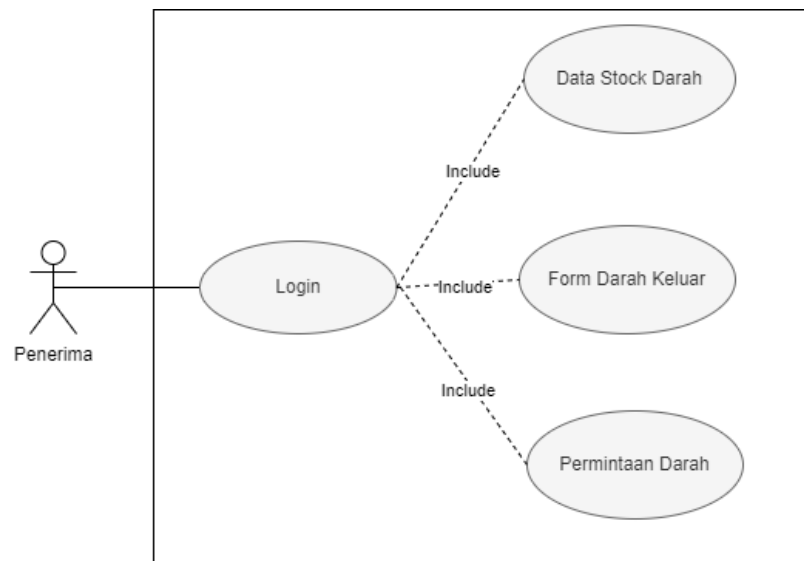 Data Stock Darah
Include
Login
Include
Form Darah Keluar
Penerima
Include
Permintaan Darah